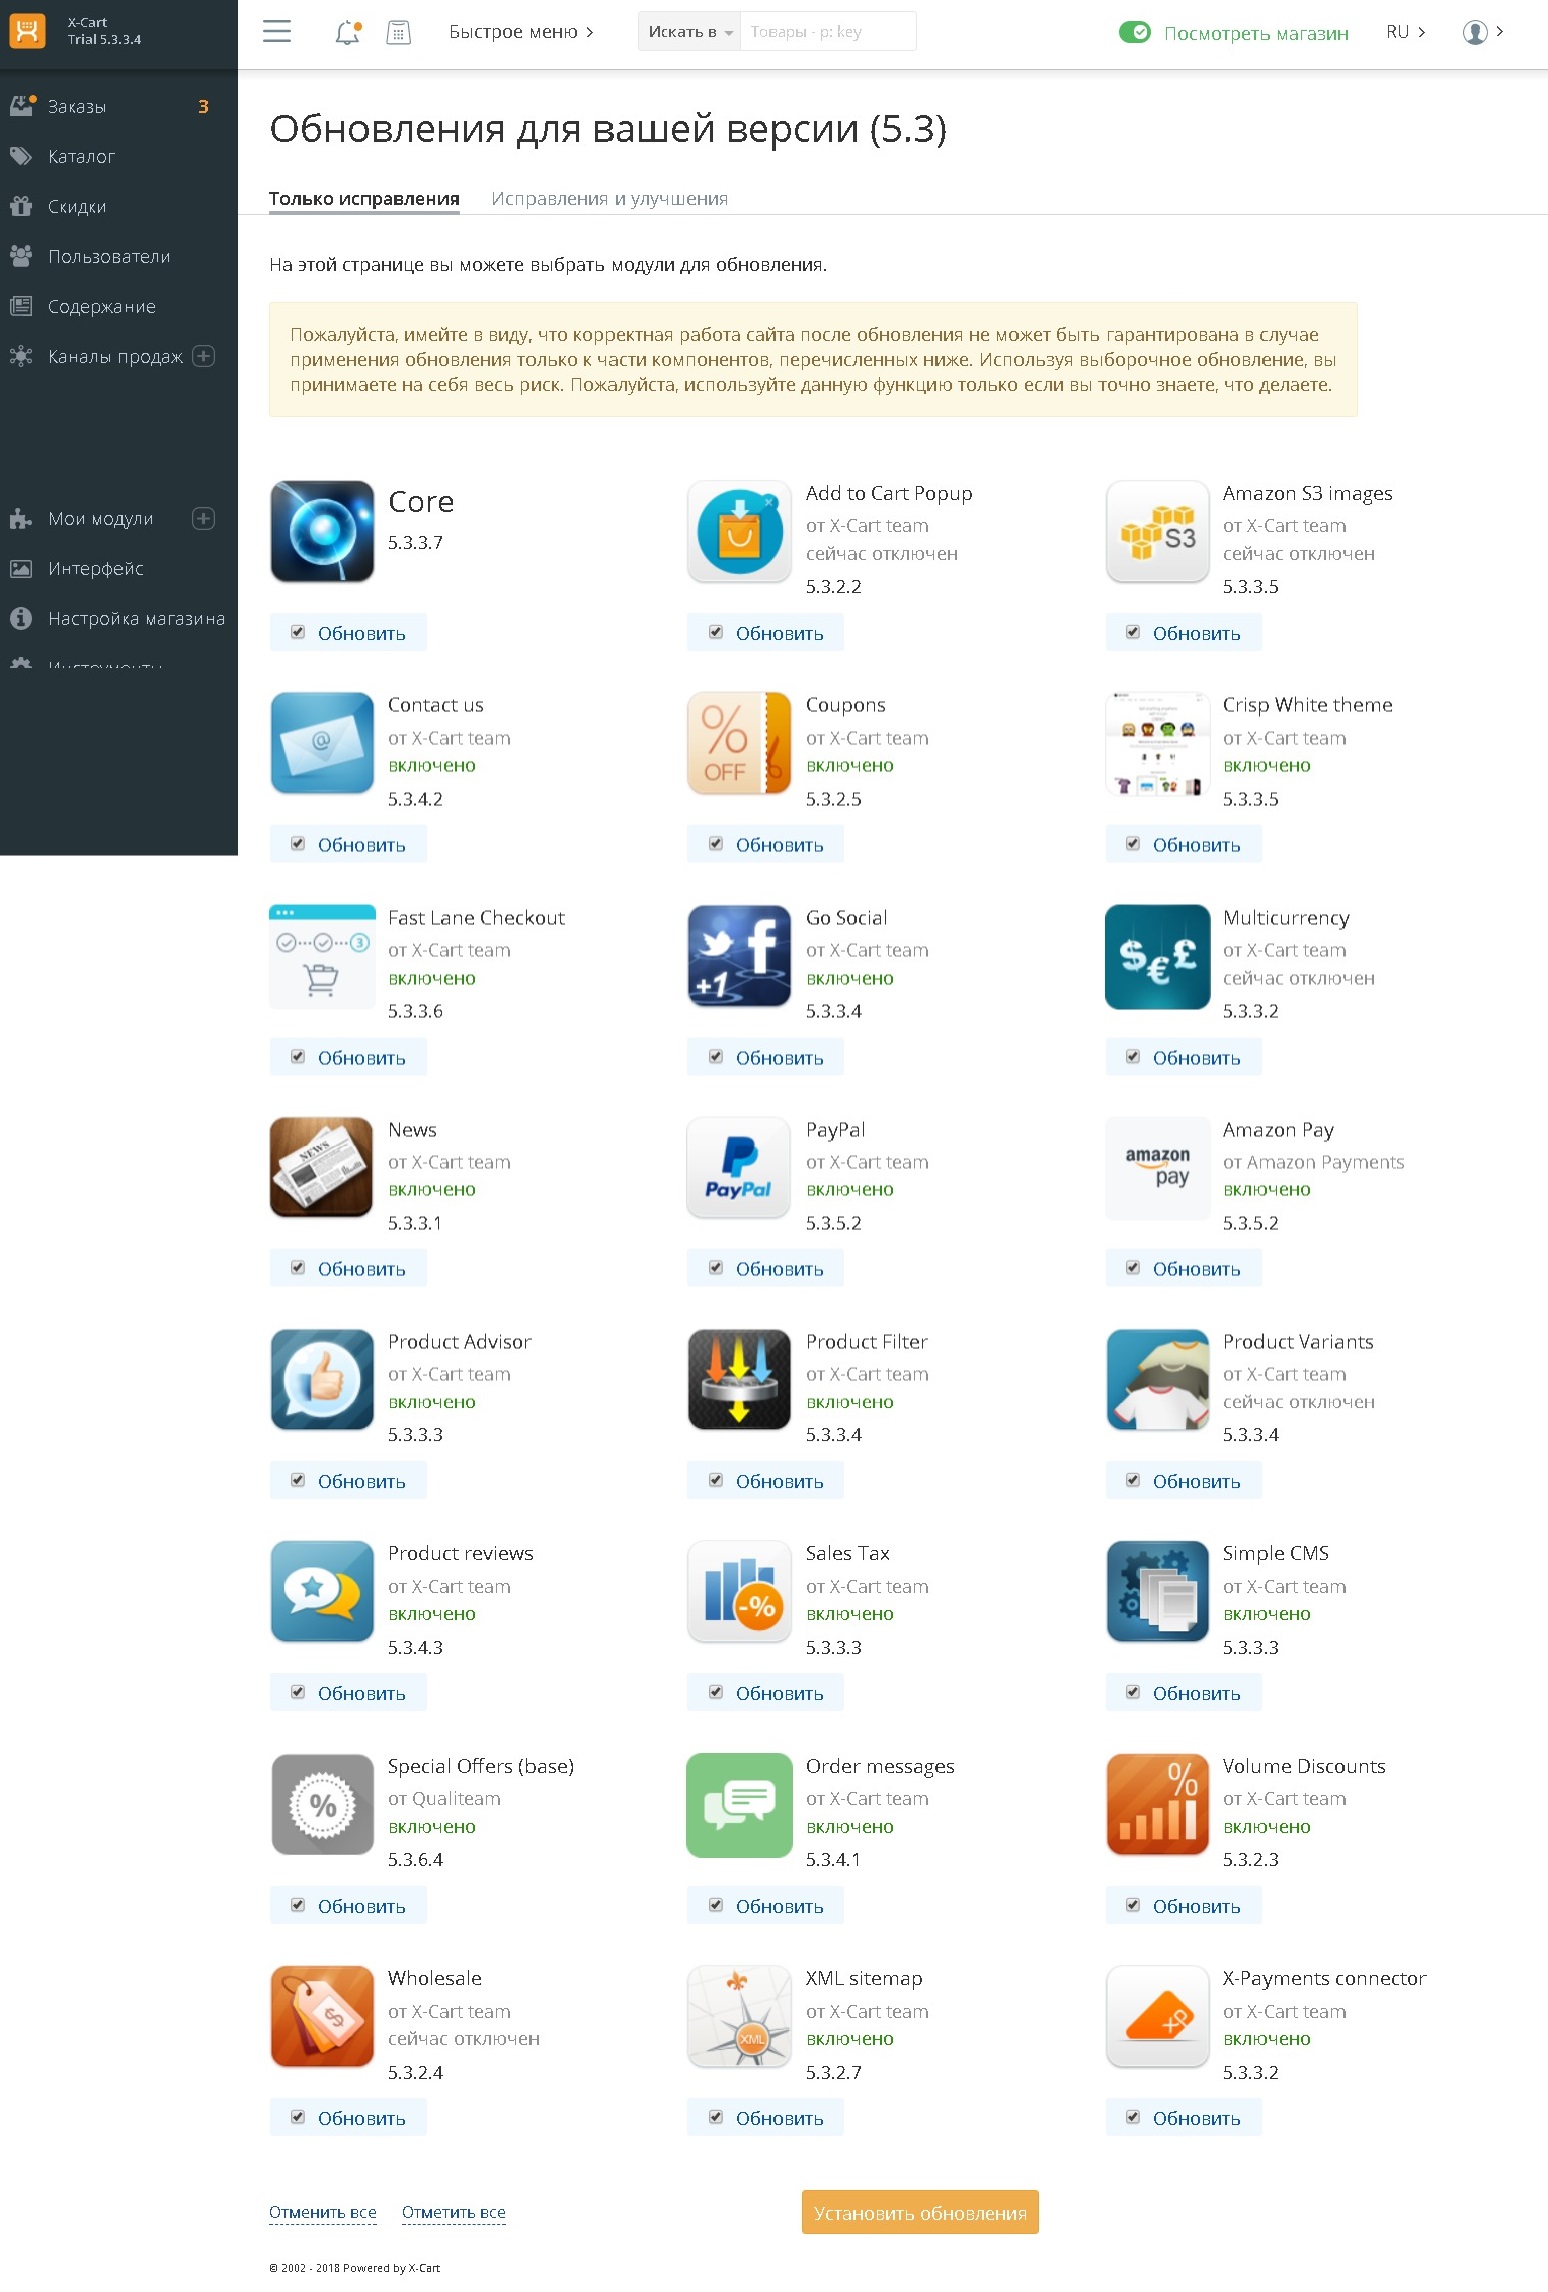 X-Cart
Trial 5.3.3.4
Быстрое меню
Искать в
Товары - p: key
Посмотреть магазин
RU
Заказы
3
Каталог
Скидки
Пользователи
Содержание
Каналы продаж
Мои модули
Интерфейс
Настройка магазина
Инструменты
Обновления для вашей версии (5.3)
Только исправления
Исправления и улучшения
На этой странице вы можете выбрать модули для обновления.
Пожалуйста, имейте в виду, что корректная работа сайта после обновления не может быть гарантирована в случае
применения обновления только к части компонентов, перечисленных ниже. Используя выборочное обновление, вы
принимаете на себя весь риск. Пожалуйста, используйте данную функцию только если вы точно знаете, что делаете.
Core
5.3.3.7
Обновить
Add to Cart Popup
от X-Cart team
сейчас отключен
5.3.2.2
Обновить
S3
Amazon S3 images
от X-Cart team
сейчас отключен
5.3.3.5
Обновить
@
Contact us
от X-Cart team
включено
5.3.4.2
Обновить
%
OFF
Coupons
от X-Cart team
включено
5.3.2.5
Обновить
Crisp White theme
от X-Cart team
включено
5.3.3.5
Обновить
3
Fast Lane Checkout
от X-Cart team
включено
5.3.3.6
Обновить
f
+1
Go Social
от X-Cart team
включено
5.3.3.4
Обновить
$€£
Multicurrency
от X-Cart team
сейчас отключен
5.3.3.2
Обновить
NEWS
News
от X-Cart team
включено
5.3.3.1
Обновить
PayPal
PayPal
от X-Cart team
включено
5.3.5.2
Обновить
amazon
pay
Amazon Pay
от Amazon Payments
включено
5.3.5.2
Обновить
Product Advisor
от X-Cart team
включено
5.3.3.3
Обновить
Product Filter
от X-Cart team
включено
5.3.3.4
Обновить
Product Variants
от X-Cart team
сейчас отключен
5.3.3.4
Обновить
Product reviews
от X-Cart team
включено
5.3.4.3
Обновить
-%
Sales Tax
от X-Cart team
включено
5.3.3.3
Обновить
Simple CMS
от X-Cart team
включено
5.3.3.3
Обновить
%
Special Offers (base)
от Qualiteam
включено
5.3.6.4
Обновить
Order messages
от X-Cart team
включено
5.3.4.1
Обновить
%
Volume Discounts
от X-Cart team
включено
5.3.2.3
Обновить
$
Wholesale
от X-Cart team
сейчас отключен
5.3.2.4
Обновить
XML
XML sitemap
от X-Cart team
включено
5.3.2.7
Обновить
XP
X-Payments connector
от X-Cart team
включено
5.3.3.2
Обновить
Отменить все
Отметить все
Установить обновления
© 2002 - 2018 Powered by X-Cart